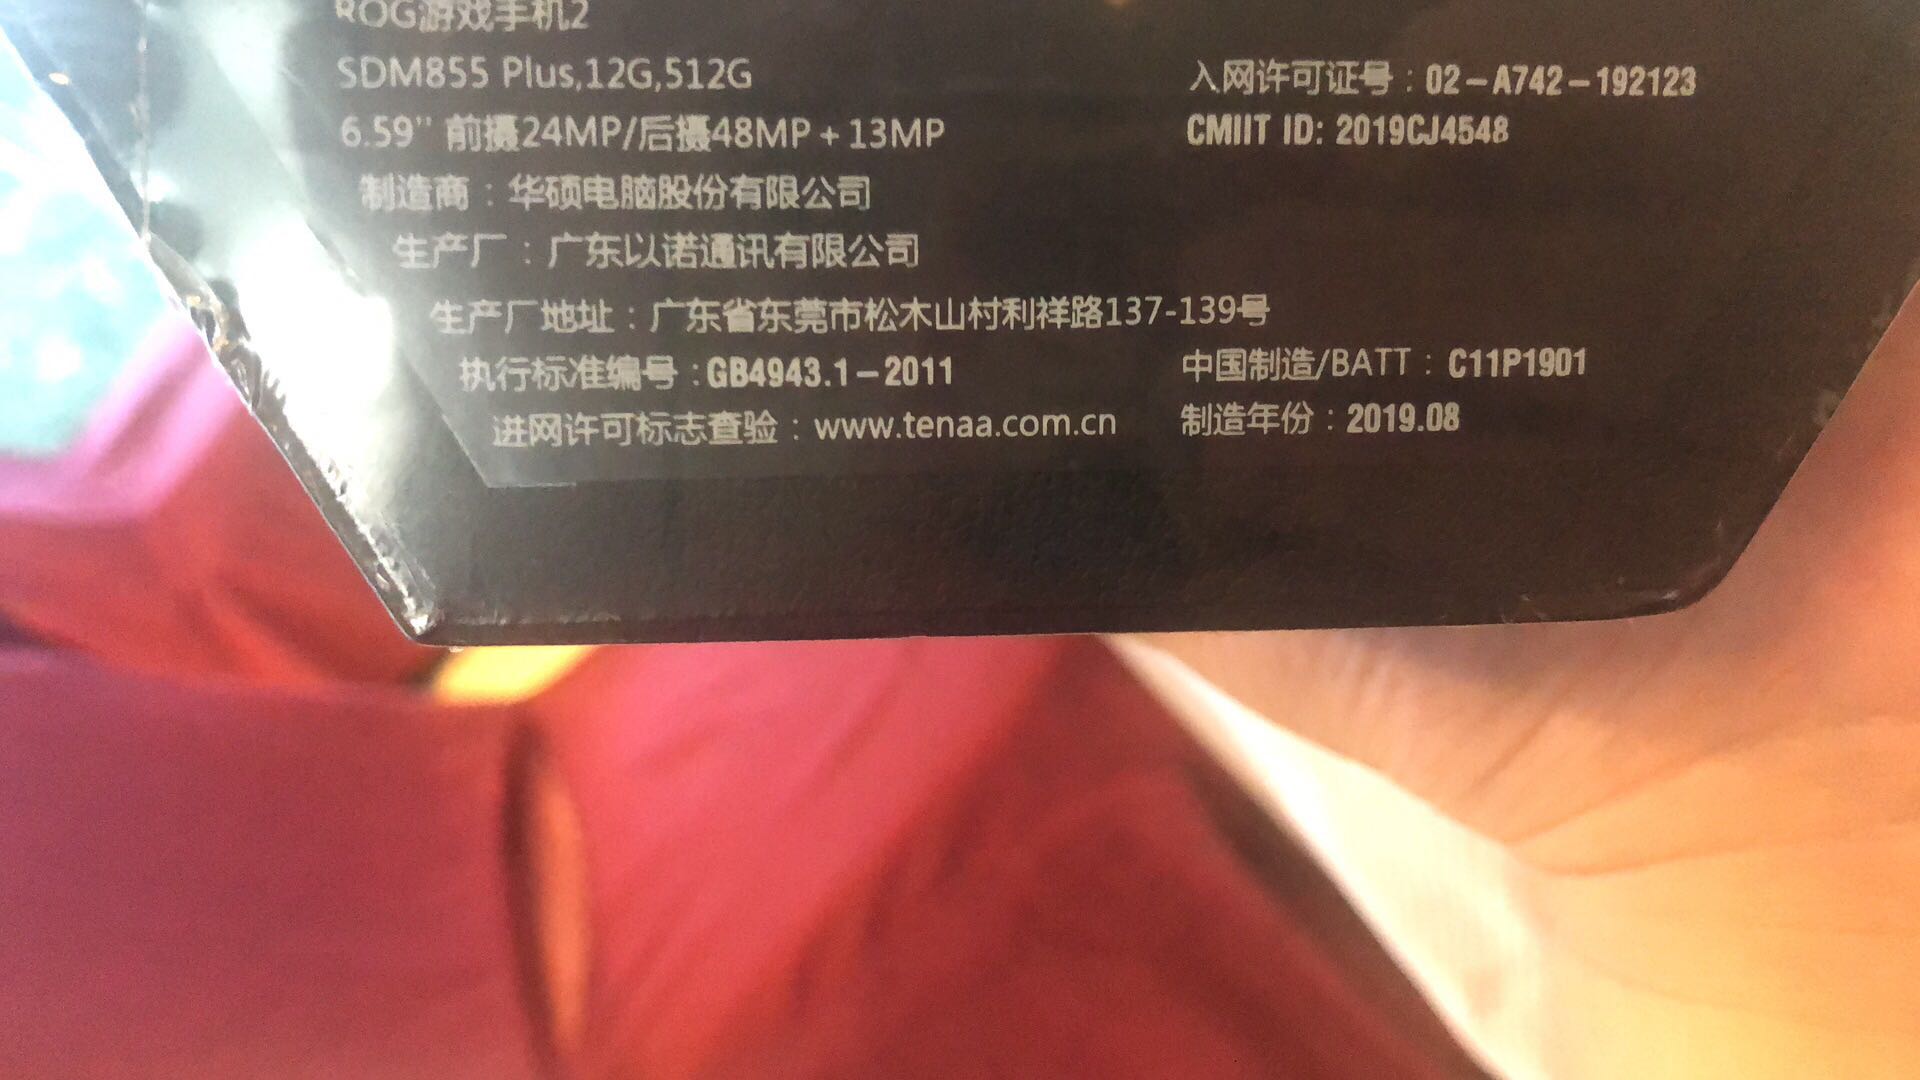 ROG游戏手机2
SDM855 Plus,12G,512G
6.59" 前摄24MP/后摄48MP+13MP
制造商：华硕电脑股份有限公司
生产厂：广东以诺通讯有限公司
生产厂地址：广东省东莞市松木山村利祥路137-139号
执行标准编号:GB4943.1-2011
进网许可标志查验：www.tenaa.com.cn
入网许可证号：02-A742-192123
CMIIT ID: 2019CJ4548
中国制造/BATT：C11P1901
制造年份：2019.08